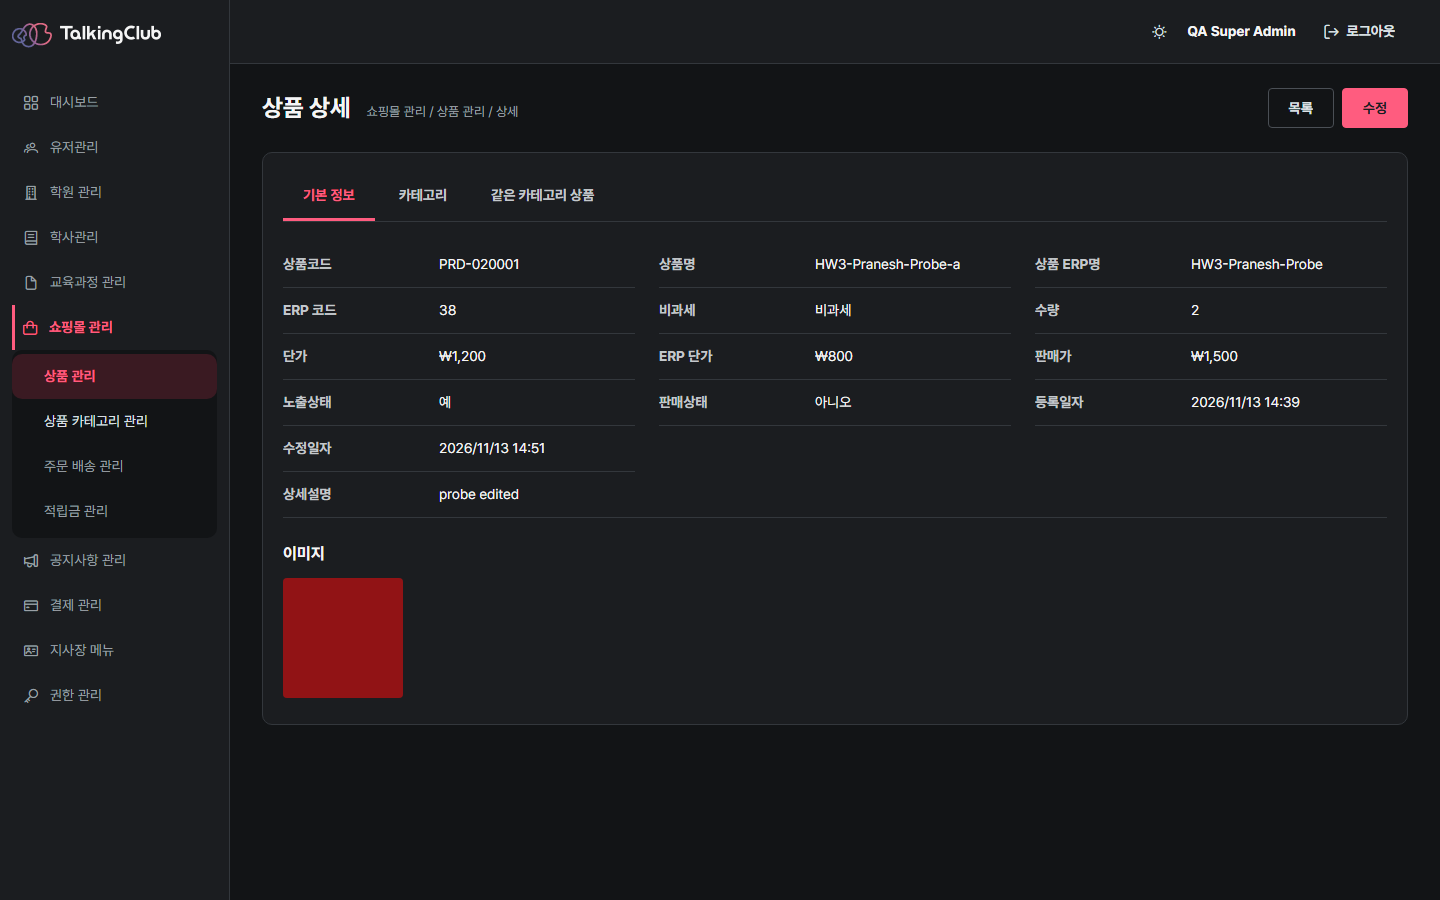 TalkingClub
QA Super Admin
로그아웃
대시보드
유저관리
학원 관리
학사관리
교육과정 관리
쇼핑몰 관리
상품 관리
상품 카테고리 관리
주문 배송 관리
적립금 관리
공지사항 관리
결제 관리
지사장 메뉴
권한 관리
상품 상세 쇼핑몰 관리 / 상품 관리 / 상세
목록 수정
기본 정보 카테고리 같은 카테고리 상품
상품코드 PRD-020001 상품명 HW3-Pranesh-Probe-a 상품 ERP명 HW3-Pranesh-Probe
ERP 코드 38 비과세 비과세 수량 2
단가 ₩1,200 ERP 단가 ₩800 판매가 ₩1,500
노출상태 예 판매상태 아니오 등록일자 2026/11/13 14:39
수정일자 2026/11/13 14:51
상세설명 probe edited
이미지